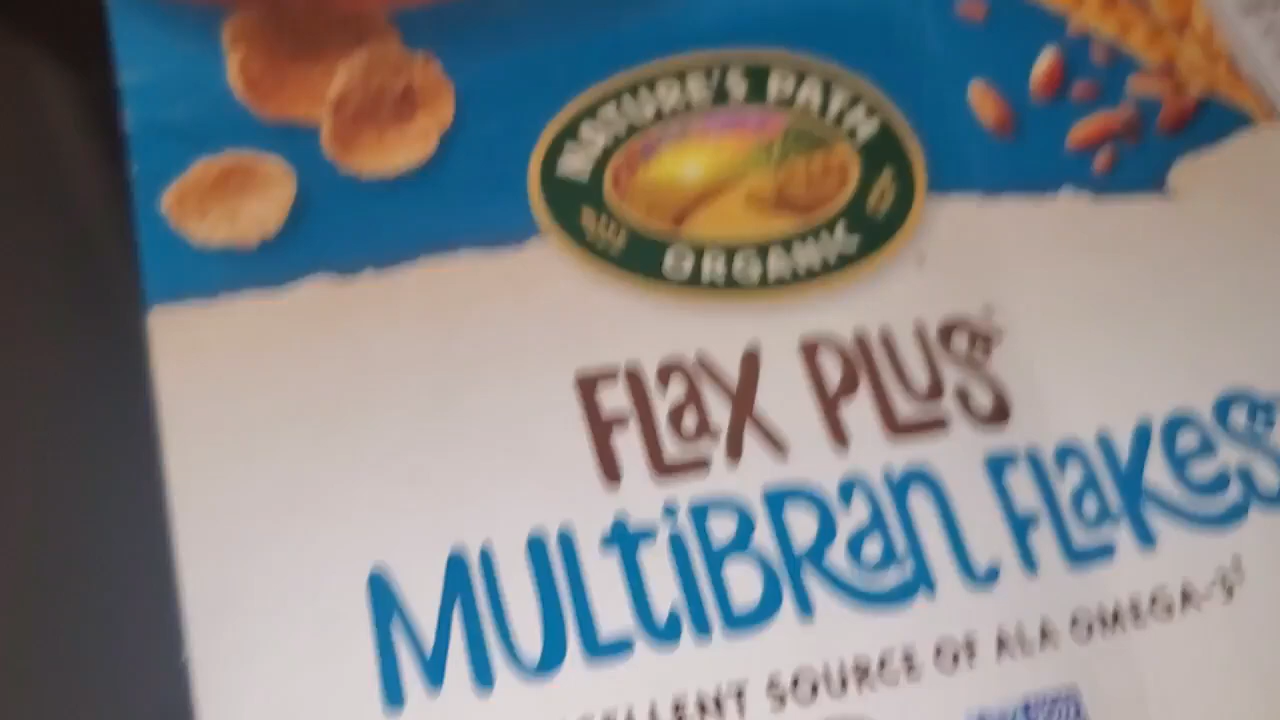 NATURE'S PATH
ORGANIC
FLax PLUS
MULtiBRan FLaKes
SOURCE OF ALA OMEGA-3